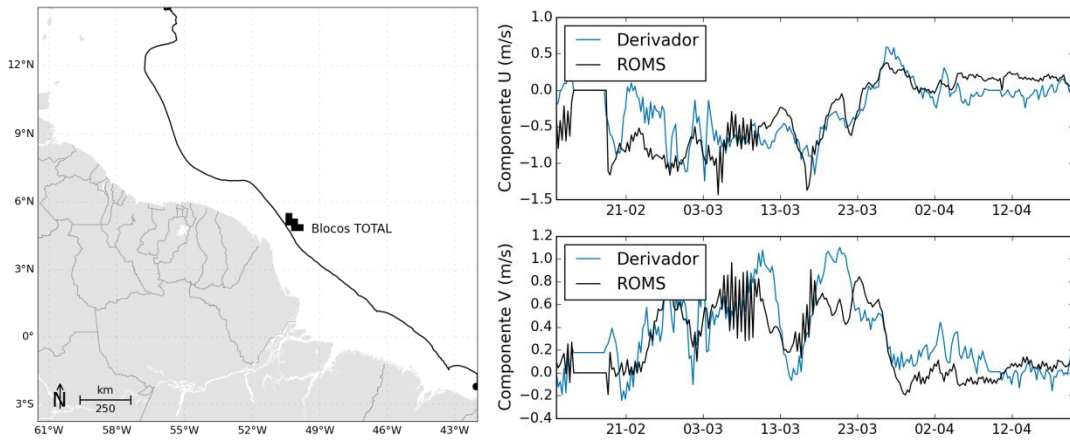 12°N
9°N
6°N
3°N
0°
3°S
61°W
58°W
55°W
52°W
49°W
46°W
43°W
Blocos TOTAL
N
km
250
Componente U (m/s)
1.0
0.5
0.0
−0.5
−1.0
−1.5
Derivador
ROMS
21-02
03-03
13-03
23-03
02-04
12-04
Componente V (m/s)
1.2
1.0
0.8
0.6
0.4
0.2
0.0
−0.2
−0.4
Derivador
ROMS
21-02
03-03
13-03
23-03
02-04
12-04